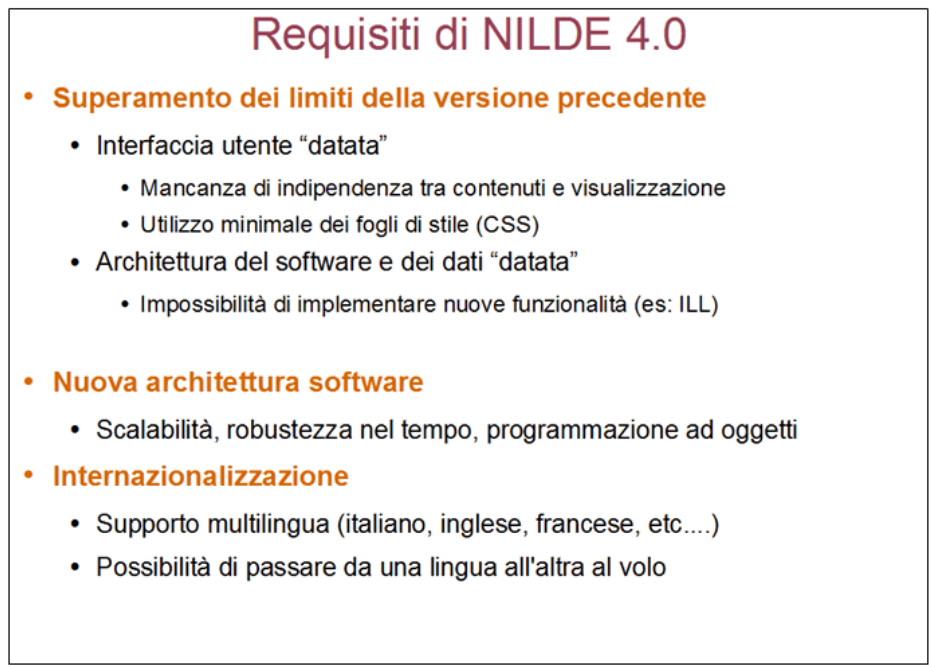 Requisiti di NILDE 4.0
• Superamento dei limiti della versione precedente
• Interfaccia utente “datata”
• Mancanza di indipendenza tra contenuti e visualizzazione
• Utilizzo minimale dei fogli di stile (CSS)
• Architettura del software e dei dati “datata”
• Impossibilità di implementare nuove funzionalità (es: ILL)
• Nuova architettura software
• Scalabilità, robustezza nel tempo, programmazione ad oggetti
• Internazionalizzazione
• Supporto multilingua (italiano, inglese, francese, etc....)
• Possibilità di passare da una lingua all'altra al volo